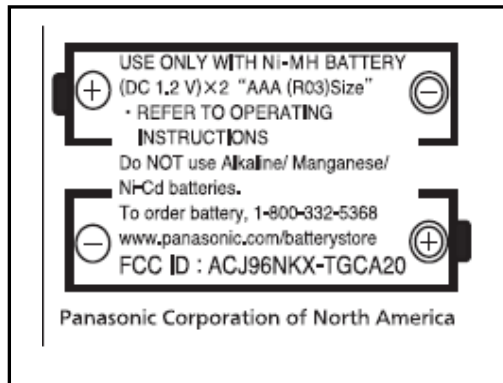 USE ONLY WITH Ni-MH BATTERY
(DC 1.2 V)×2 “AAA (R03)Size”
・REFER TO OPERATING
INSTRUCTIONS
Do NOT use Alkaline/ Manganese/
Ni-Cd batteries.
To order battery, 1-800-332-5368
www.panasonic.com/batterystore
FCC ID : ACJ96NKX-TGCA20
Panasonic Corporation of North America